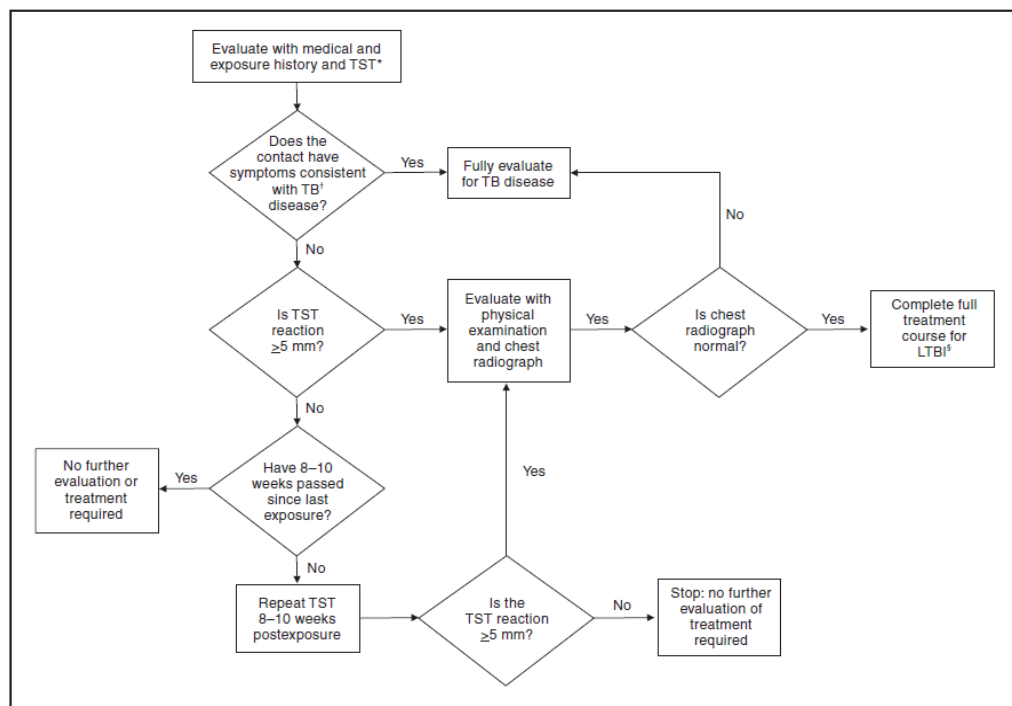 Evaluate with medical and
exposure history and TST*
Does the
contact have
symptoms consistent
with TB†
disease?
Yes
Fully evaluate
for TB disease
No
No
Is TST
reaction
≥5 mm?
Yes
Evaluate with
physical
examination
and chest
radiograph
Yes
Is chest
radiograph
normal?
Yes
Complete full
treatment
course for
LTBI§
No
No further
evaluation or
treatment
required
Yes
Have 8–10
weeks passed
since last
exposure?
Yes
No
Repeat TST
8–10 weeks
postexposure
Is the
TST reaction
≥5 mm?
No
Stop: no further
evaluation of
treatment
required